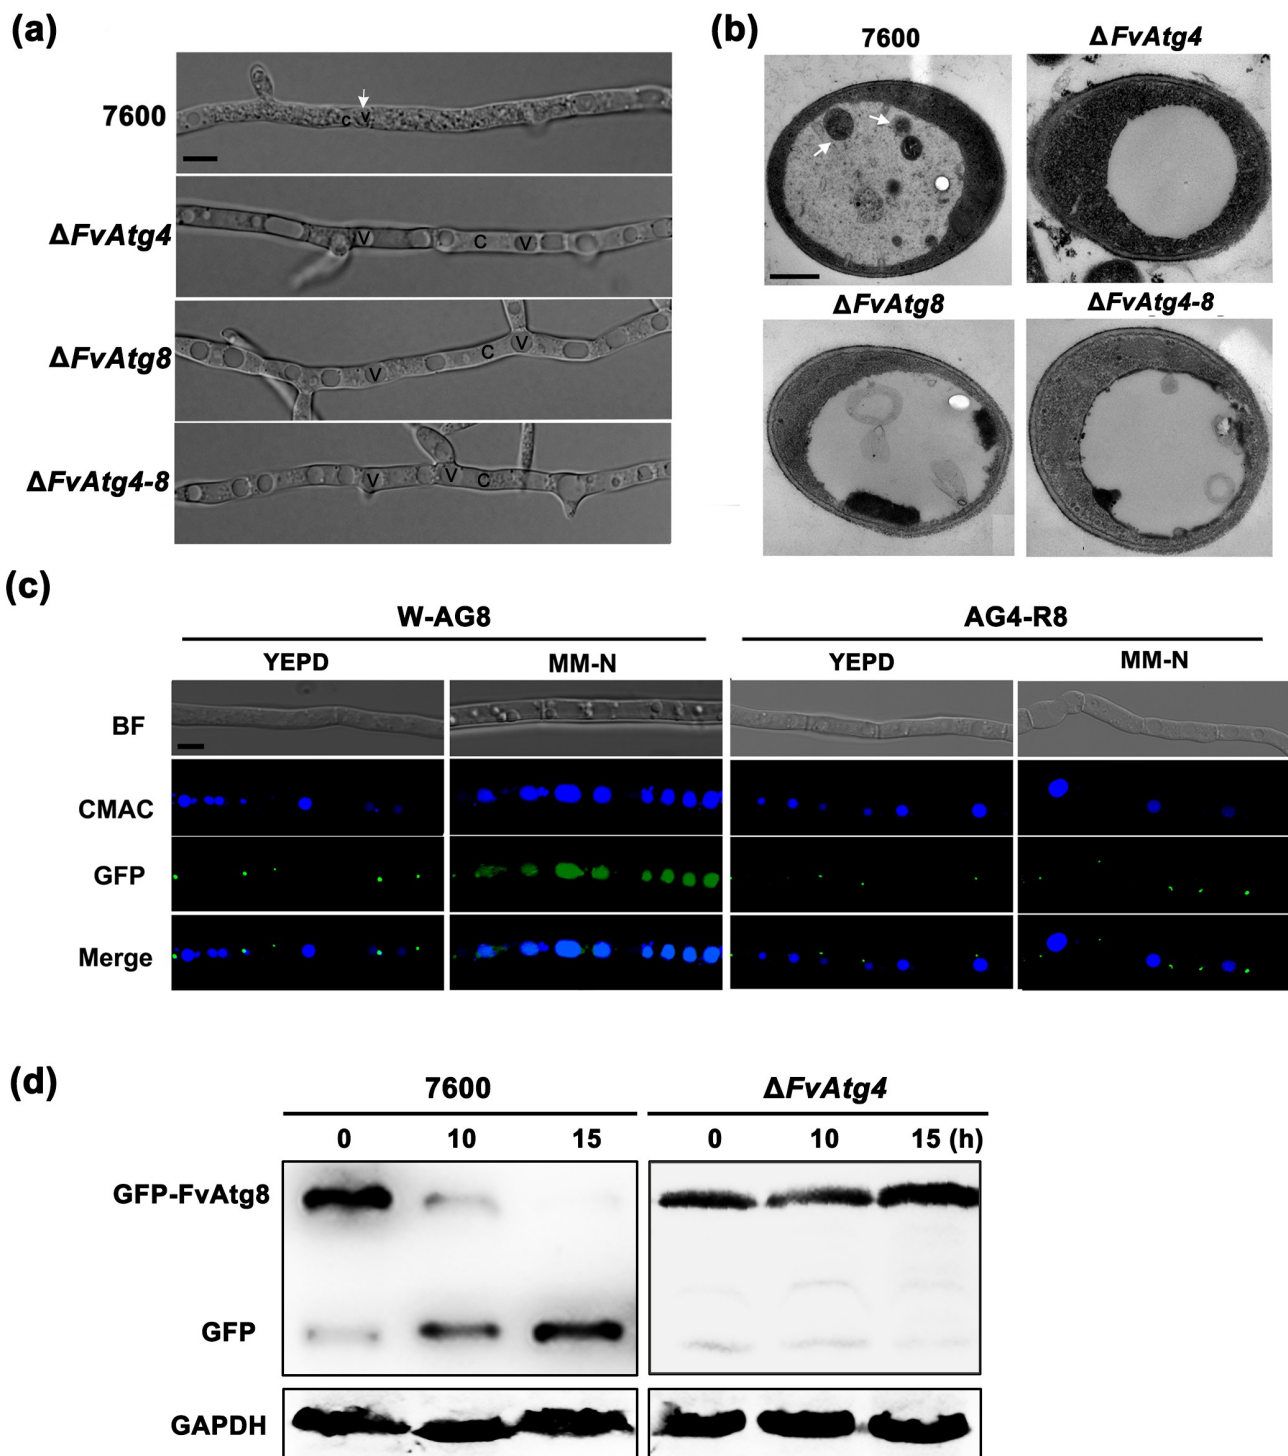 (a)
7600
C V
ΔFvAtg4
V C V
ΔFvAtg8
V C V
ΔFvAtg4-8
V V C
(b)
7600 ΔFvAtg4
ΔFvAtg8 ΔFvAtg4-8
(c)
W-AG8 AG4-R8
YEPD MM-N YEPD MM-N
BF
CMAC
GFP
Merge
(d)
7600 ΔFvAtg4
0 10 15 0 10 15 (h)
GFP-FvAtg8
GFP
GAPDH